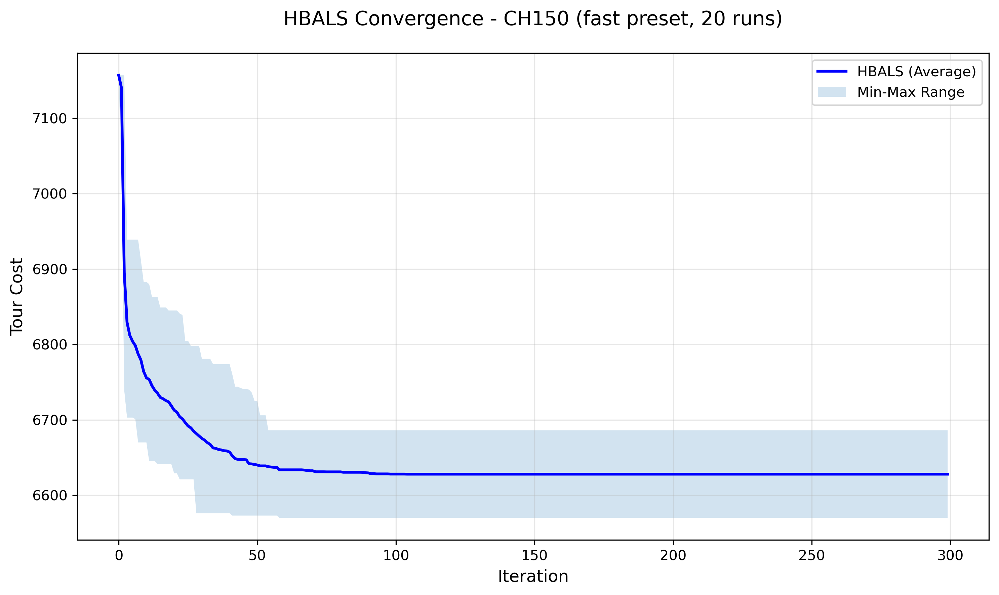 HBALS Convergence - CH150 (fast preset, 20 runs)
HBALS (Average)
Min-Max Range
Tour Cost
7100
7000
6900
6800
6700
6600
0 50 100 150 200 250 300
Iteration